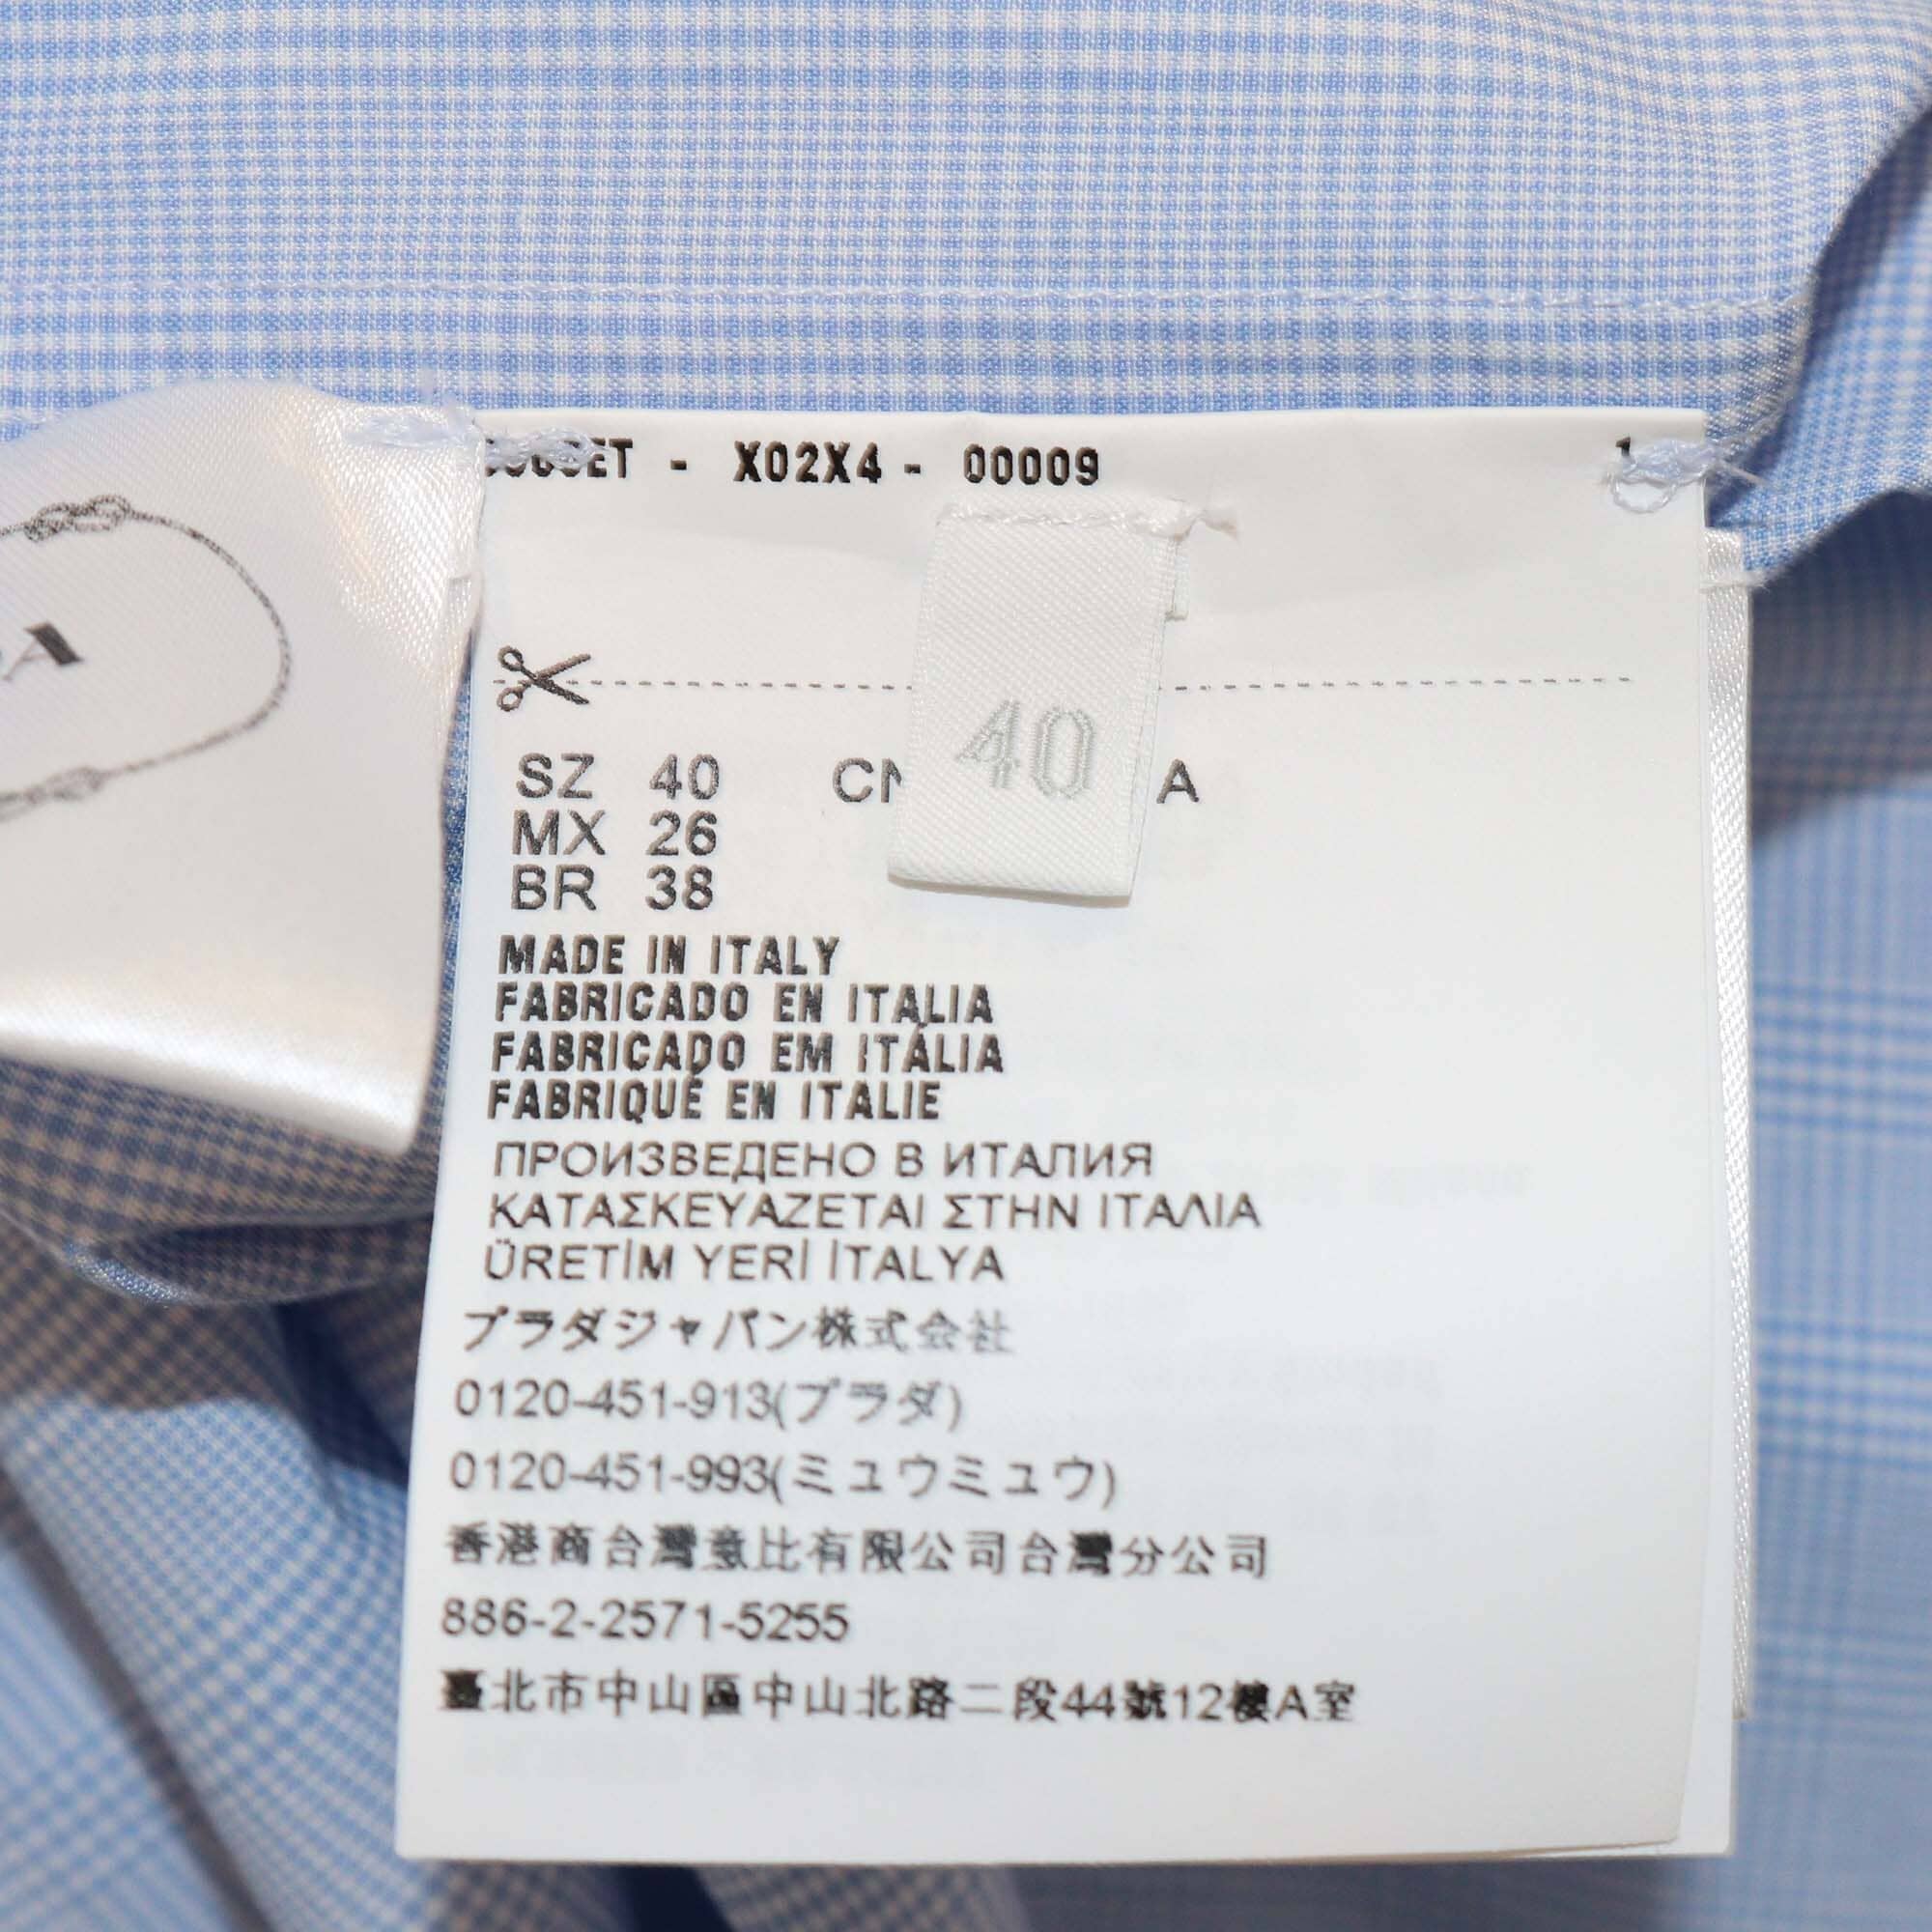 X02X4 - 00009
1
40
SZ 40
MX 26
BR 38
MADE IN ITALY
FABRICADO EN ITALIA
FABRICADO EM ITÁLIA
FABRIQUÉ EN ITALIE
ПРОИЗВЕДЕНО В ИТАЛИЯ
ΚΑΤΑΣΚΕΥΑΖΕΤΑΙ ΣΤΗΝ ΙΤΑΛΙΑ
ÜRETİM YERİ İTALYA
プラダジャパン株式会社
0120-451-913(プラダ)
0120-451-993(ミュウミュウ)
香港商台灣意比有限公司台灣分公司
886-2-2571-5255
臺北市中山區中山北路二段44號12樓A室